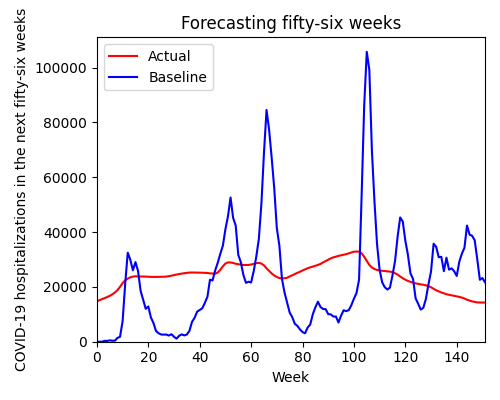 Forecasting fifty-six weeks
Actual
Baseline
COVID-19 hospitalizations in the next fifty-six weeks
100000
80000
60000
40000
20000
0
0 20 40 60 80 100 120 140
Week